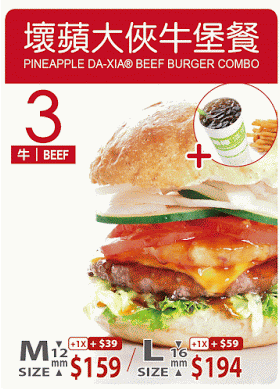 壞蘋大俠牛堡餐
PINEAPPLE DA-XIA® BEEF BURGER COMBO
3
牛 | BEEF
+
M SIZE 12 mm +1X + $39 $159 / L SIZE 16 mm +1X + $59 $194